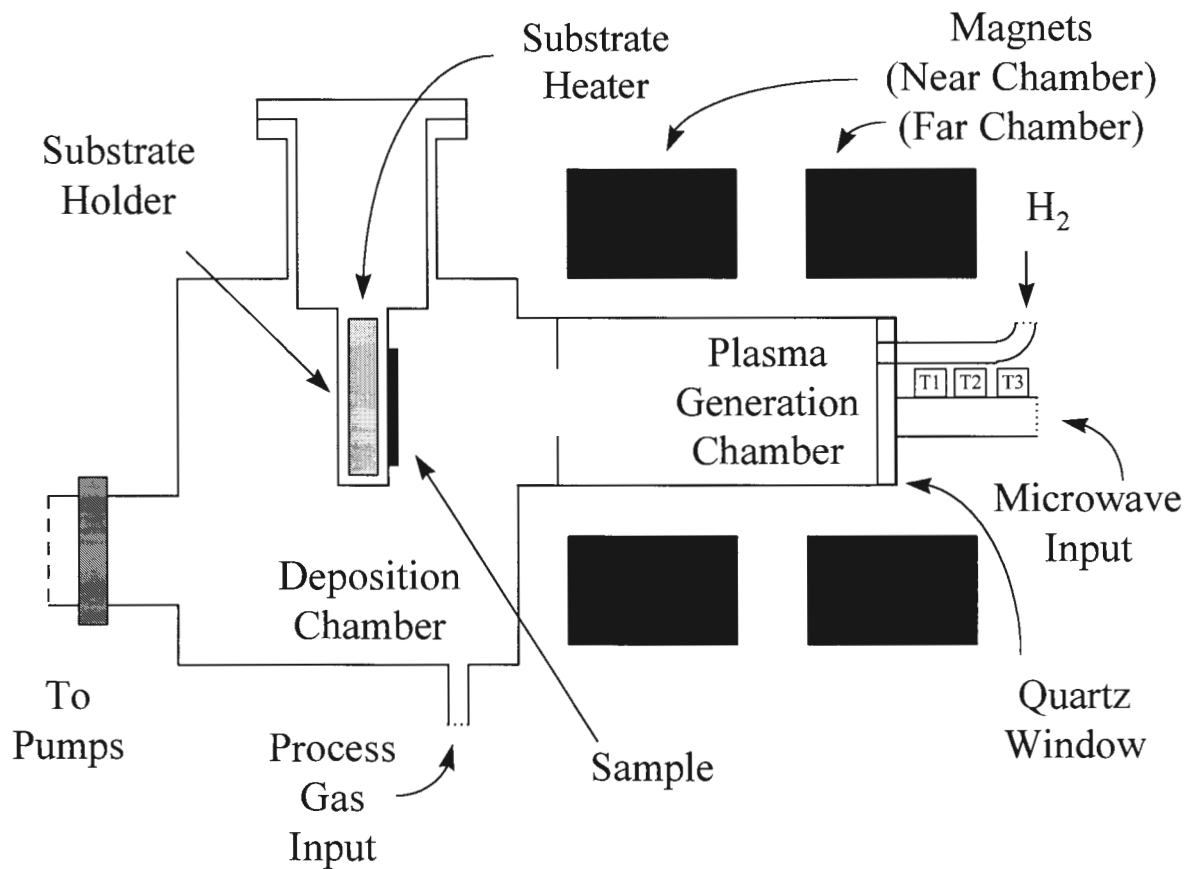 Substrate
Heater
Magnets
(Near Chamber)
(Far Chamber)
Substrate
Holder
H₂
Plasma
Generation
Chamber
T1 T2 T3
Microwave
Input
Deposition
Chamber
To
Pumps
Process
Gas
Input
Sample
Quartz
Window